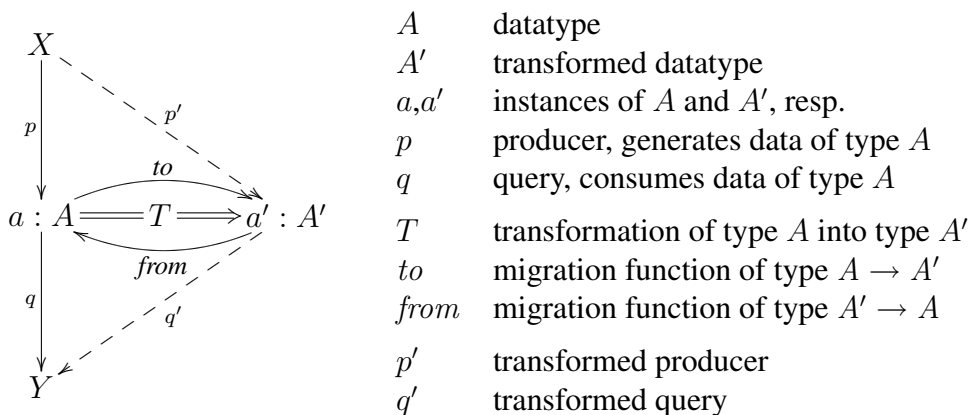 X
p
p′
to
a : A T a′ : A′
from
q
q′
Y
A datatype
A′ transformed datatype
a,a′ instances of A and A′, resp.
p producer, generates data of type A
q query, consumes data of type A
T transformation of type A into type A′
to migration function of type A → A′
from migration function of type A′ → A
p′ transformed producer
q′ transformed query